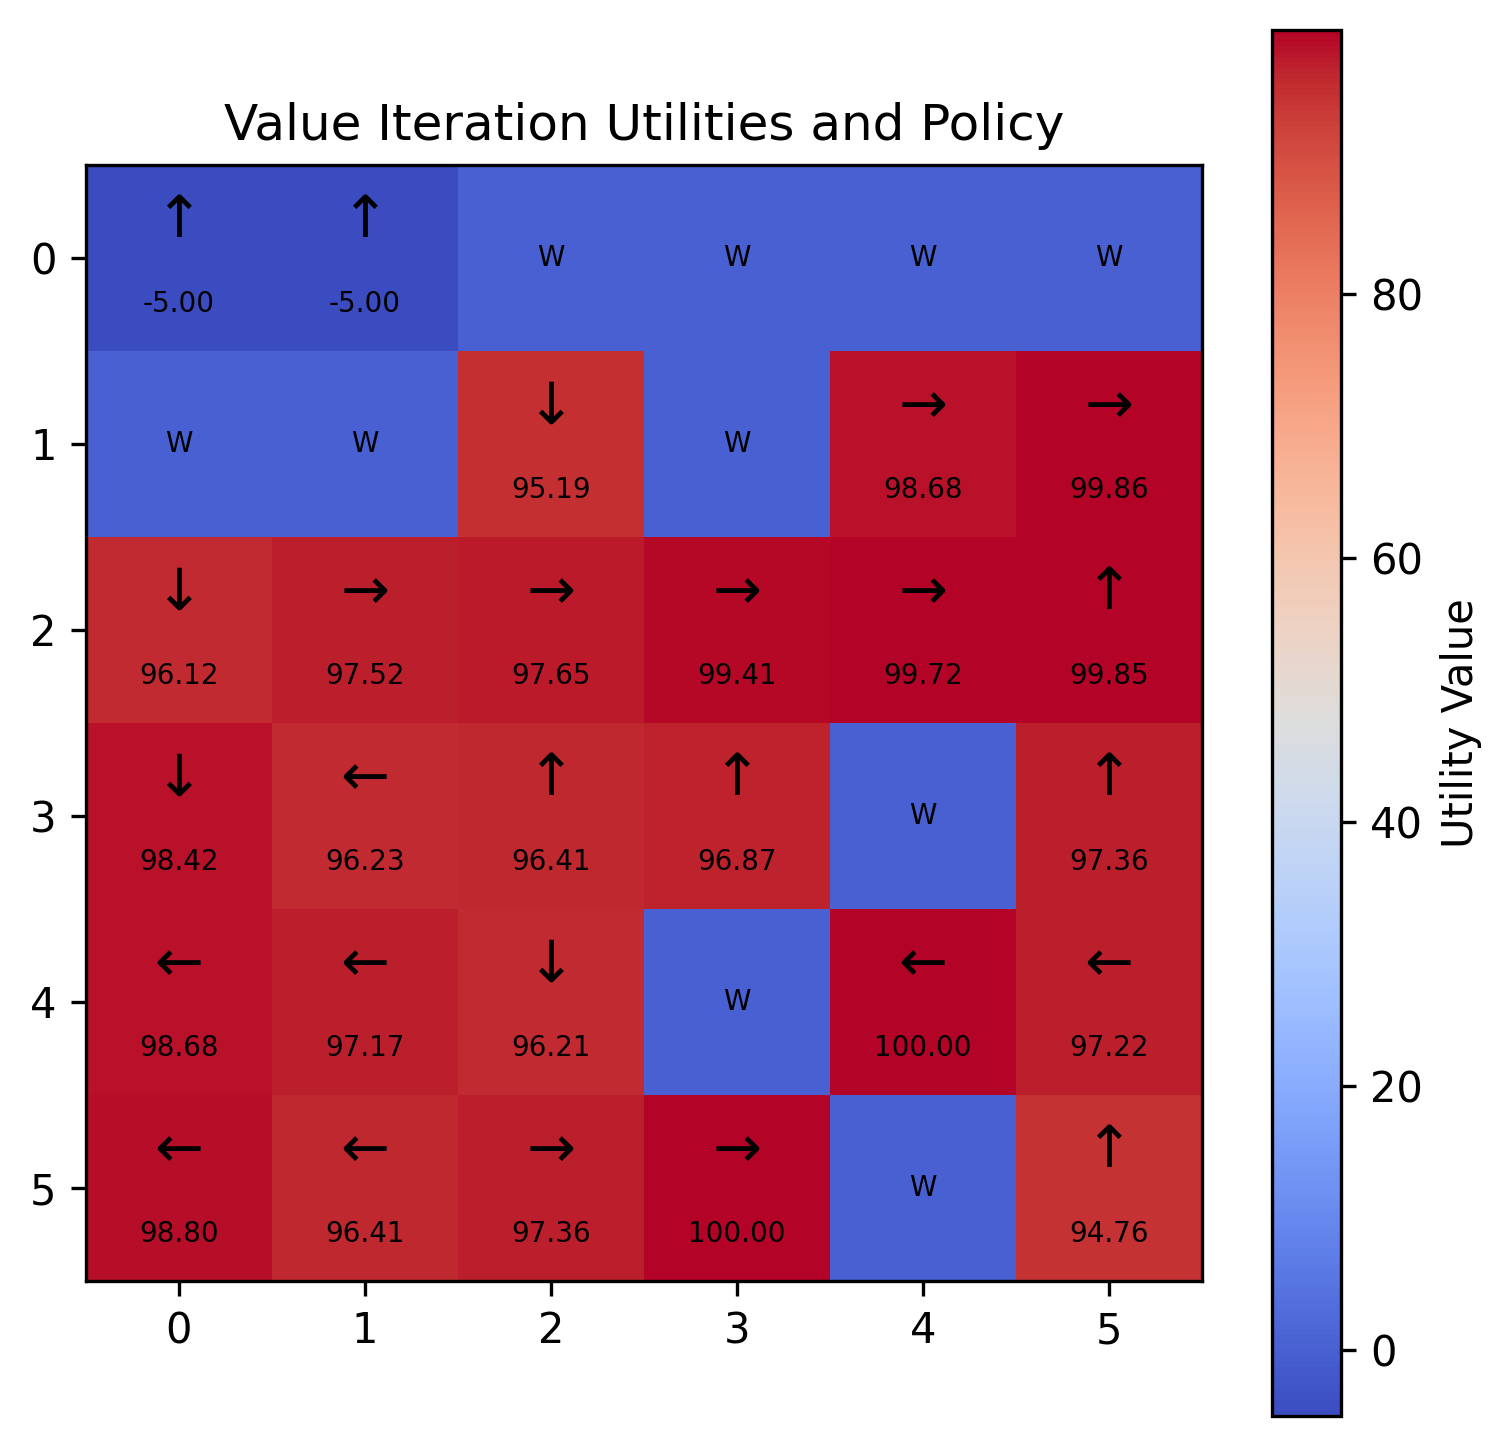 Value Iteration Utilities and Policy
↑ ↑
0 W W W W
-5.00 -5.00
↓ → →
1 W W W
95.19 98.68 99.86
↓ → → → → ↑
2
96.12 97.52 97.65 99.41 99.72 99.85
↓ ← ↑ ↑ ↑
3 W
98.42 96.23 96.41 96.87 97.36
← ← ↓ ← ←
4 W
98.68 97.17 96.21 100.00 97.22
← ← → → ↑
5 W
98.80 96.41 97.36 100.00 94.76
0 1 2 3 4 5
80
60
40
20
0
Utility Value